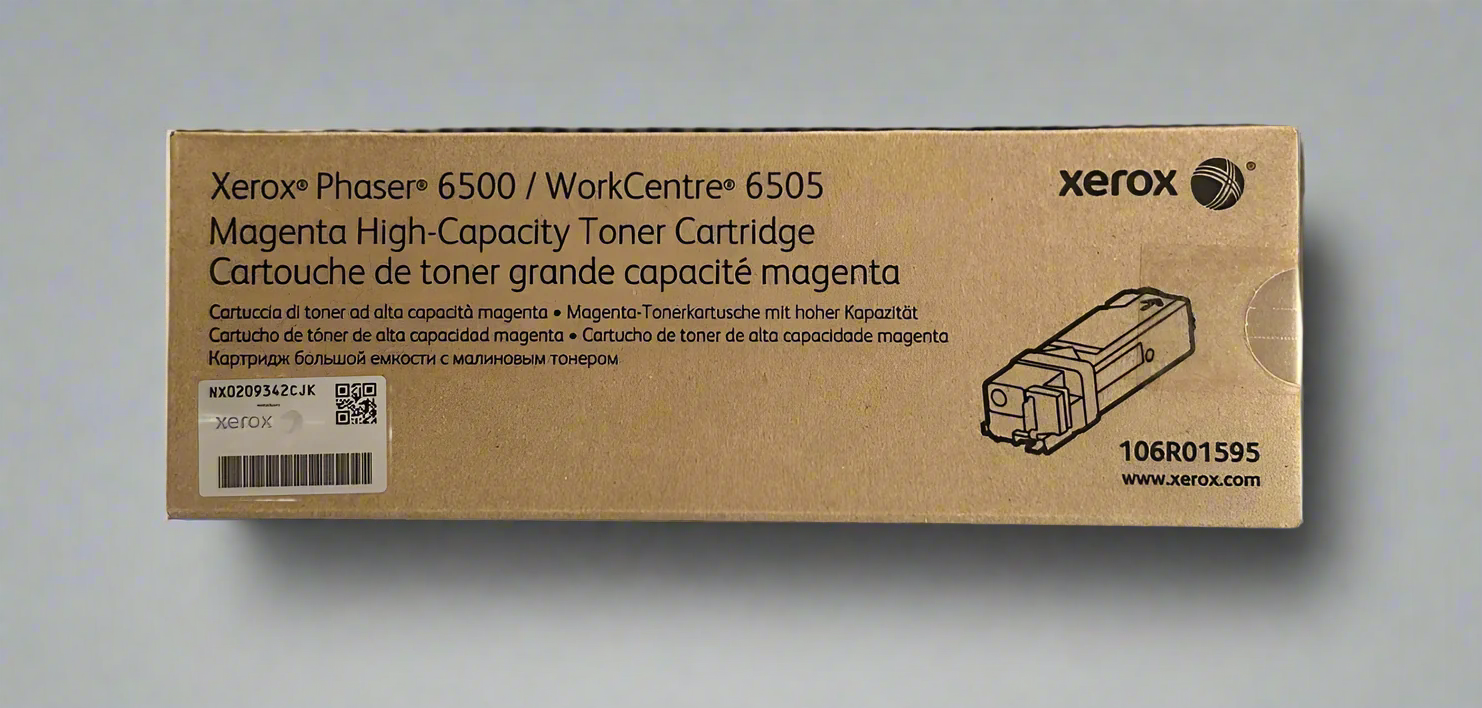 Xerox® Phaser® 6500 / WorkCentre® 6505
Magenta High-Capacity Toner Cartridge
Cartouche de toner grande capacité magenta
Cartuccia di toner ad alta capacità magenta • Magenta-Tonerkartusche mit hoher Kapazität
Cartucho de tóner de alta capacidad magenta • Cartucho de toner de alta capacidade magenta
Картридж большой емкости с малиновым тонером
NX0209342CJK
xerox
xerox ®
106R01595
www.xerox.com